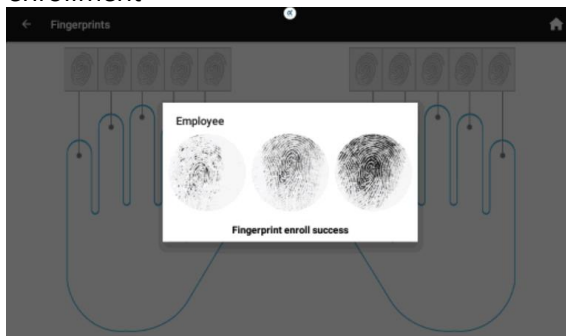 enrollment
Fingerprints
Employee
Fingerprint enroll success